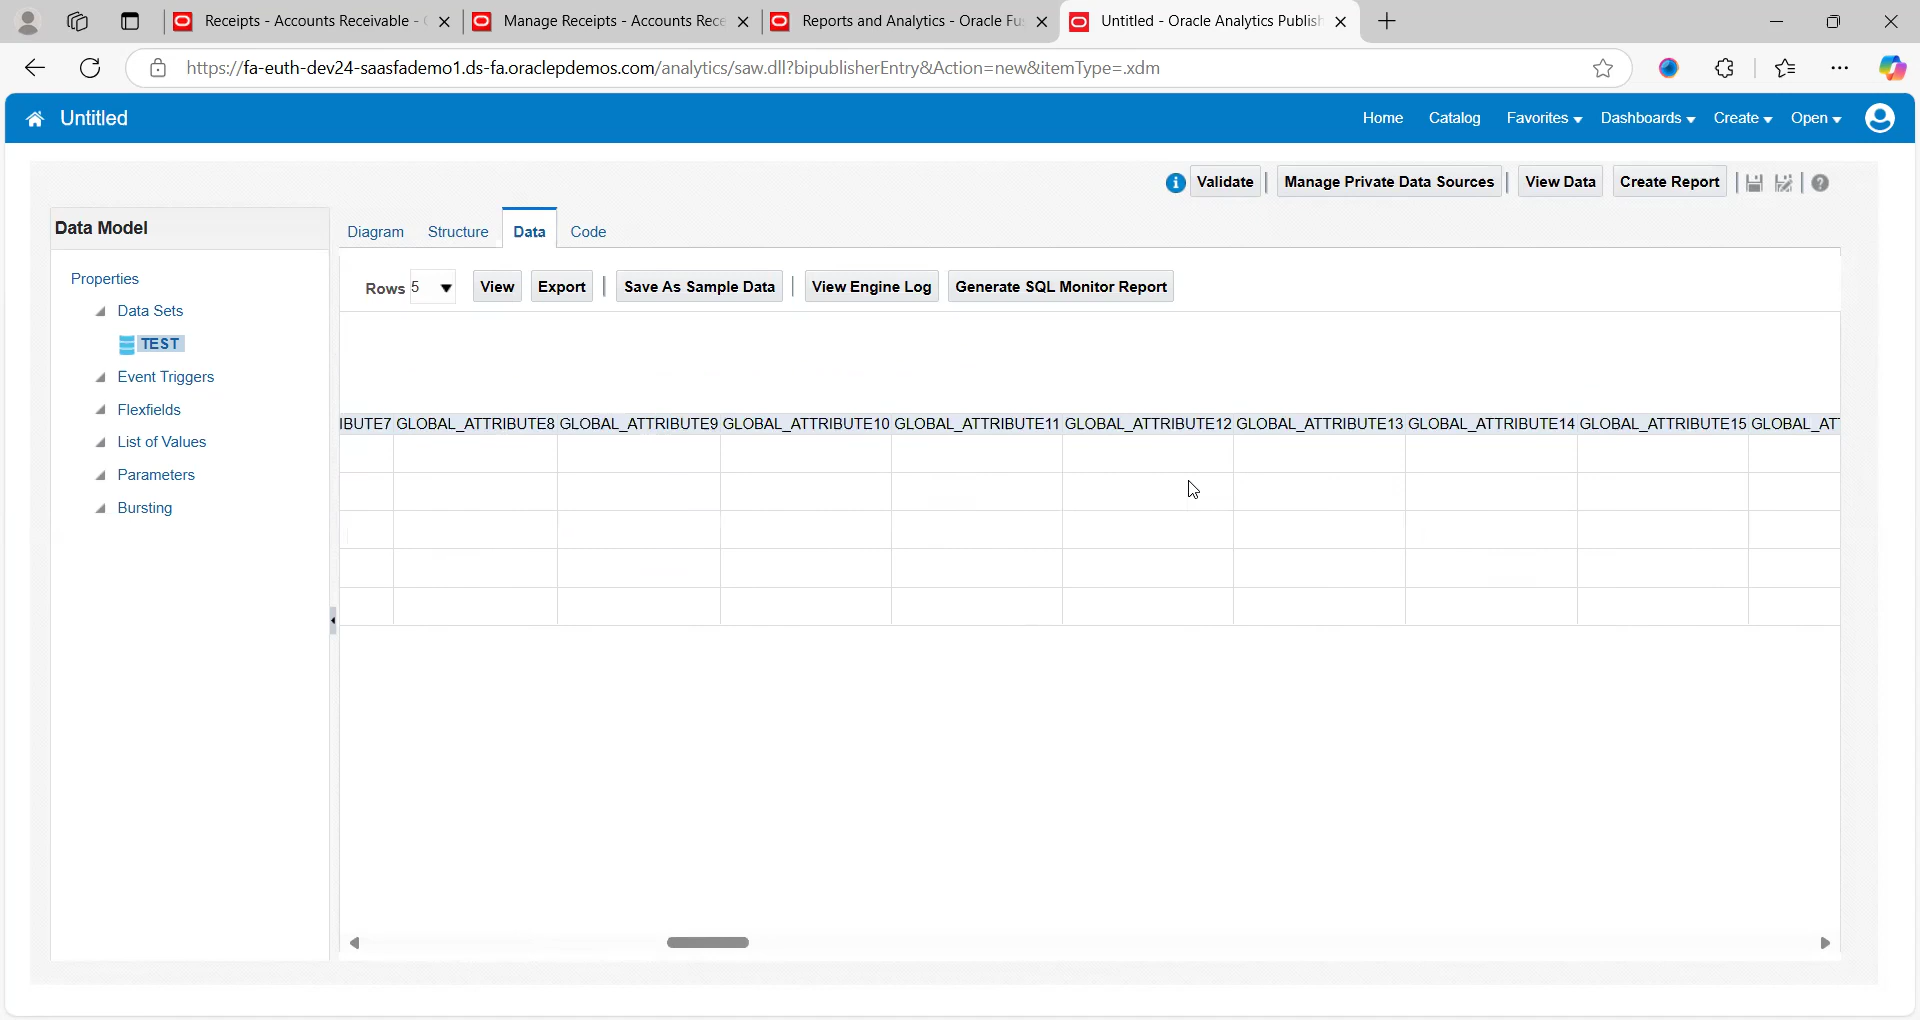 Receipts - Accounts Receivable -
Manage Receipts - Accounts Rece
Reports and Analytics - Oracle Fu
Untitled - Oracle Analytics Publish
https://fa-euth-dev24-saasfademo1.ds-fa.oraclepdemos.com/analytics/saw.dll?bipublisherEntry&Action=new&itemType=.xdm
Untitled
Home Catalog Favorites Dashboards Create Open
Validate Manage Private Data Sources View Data Create Report
Data Model
Diagram Structure Data Code
Properties
Data Sets
TEST
Event Triggers
Flexfields
List of Values
Parameters
Bursting
Rows 5 View Export Save As Sample Data View Engine Log Generate SQL Monitor Report
IBUTE7 GLOBAL_ATTRIBUTE8 GLOBAL_ATTRIBUTE9 GLOBAL_ATTRIBUTE10 GLOBAL_ATTRIBUTE11 GLOBAL_ATTRIBUTE12 GLOBAL_ATTRIBUTE13 GLOBAL_ATTRIBUTE14 GLOBAL_ATTRIBUTE15 GLOBAL_ATT